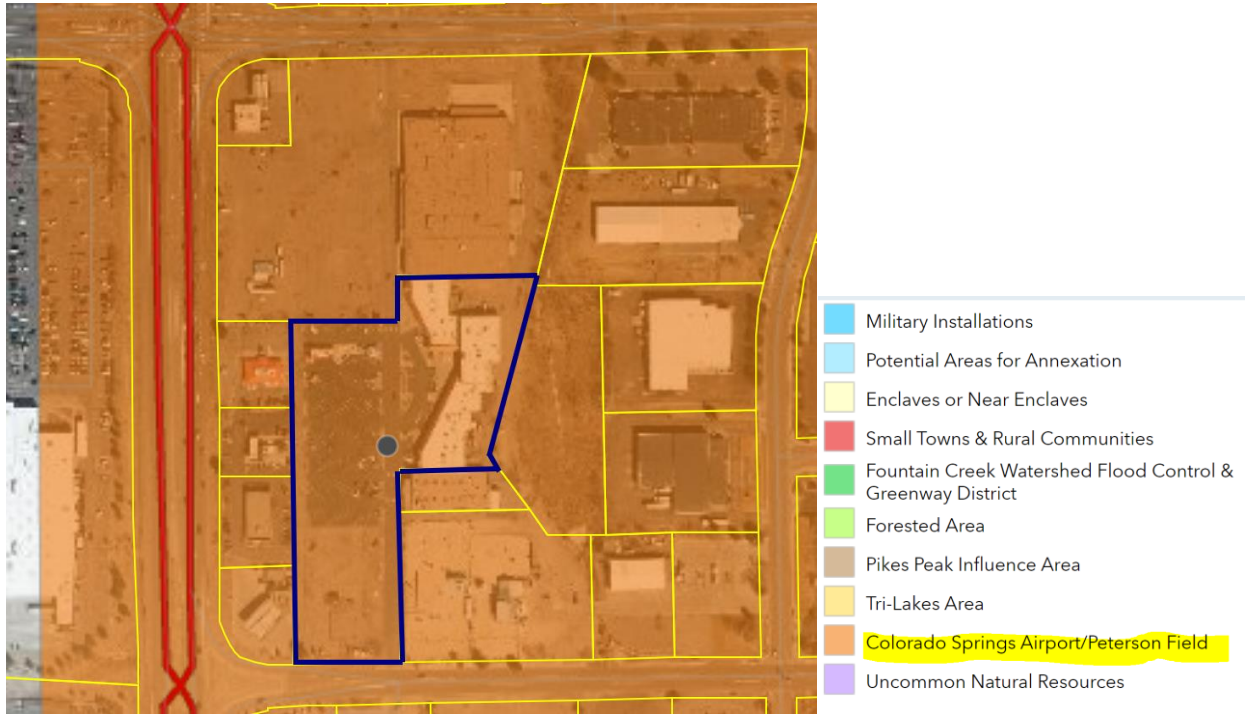 Military Installations
Potential Areas for Annexation
Enclaves or Near Enclaves
Small Towns & Rural Communities
Fountain Creek Watershed Flood Control &
Greenway District
Forested Area
Pikes Peak Influence Area
Tri-Lakes Area
Colorado Springs Airport/Peterson Field
Uncommon Natural Resources